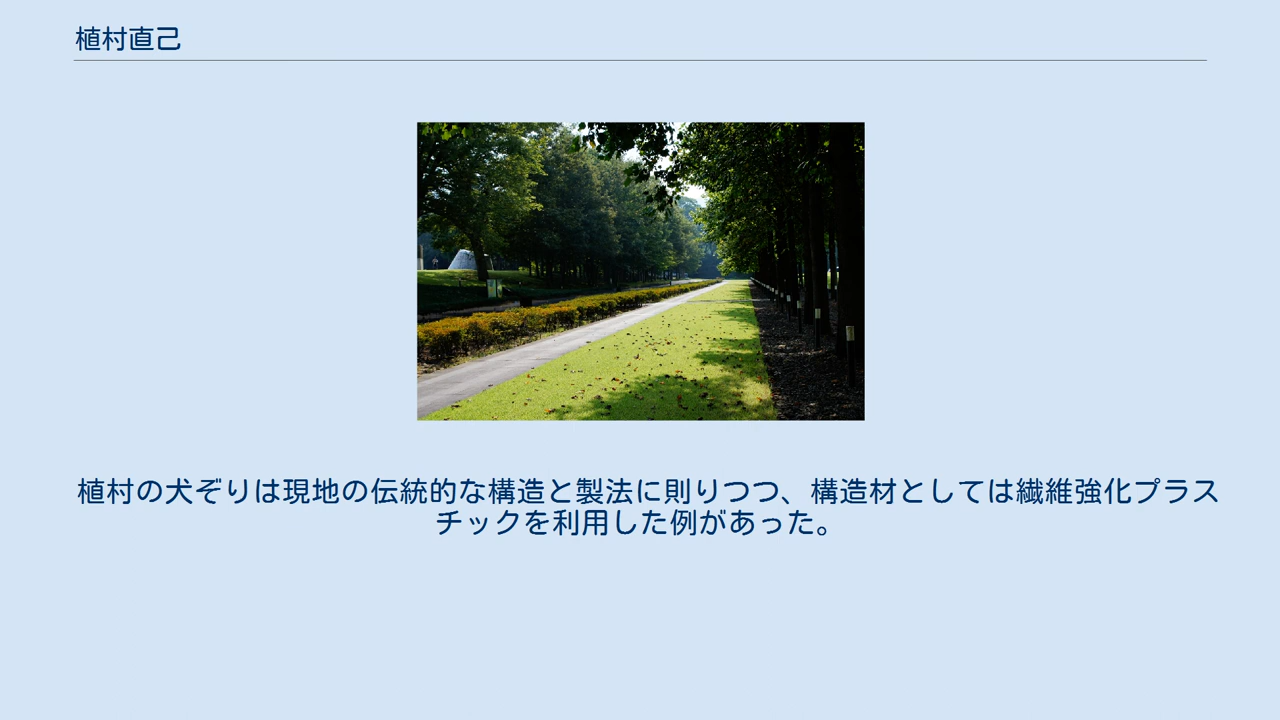 植村直己
植村の犬ぞりは現地の伝統的な構造と製法に則りつつ、構造材としては繊維強化プラス
チックを利用した例があった。